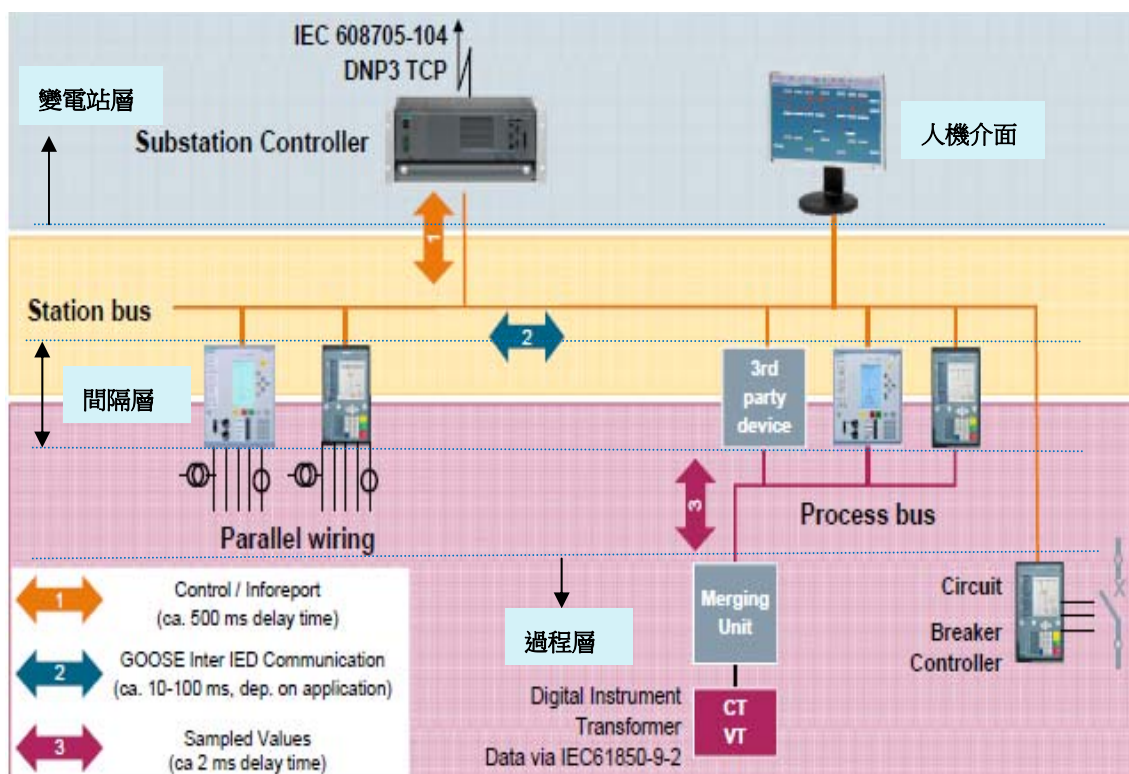 IEC 608705-104
DNP3 TCP
變電站層
Substation Controller
人機介面
1
Station bus
2
間隔層
3rd
party
device
3
Process bus
Parallel wiring
1
Control / Inforeport
(ca. 500 ms delay time)
2
GOOSE Inter IED Communication
(ca. 10-100 ms, dep. on application)
3
Sampled Values
(ca 2 ms delay time)
過程層
Merging
Unit
Circuit
Breaker
Controller
Digital Instrument
Transformer
Data via IEC61850-9-2
CT
VT